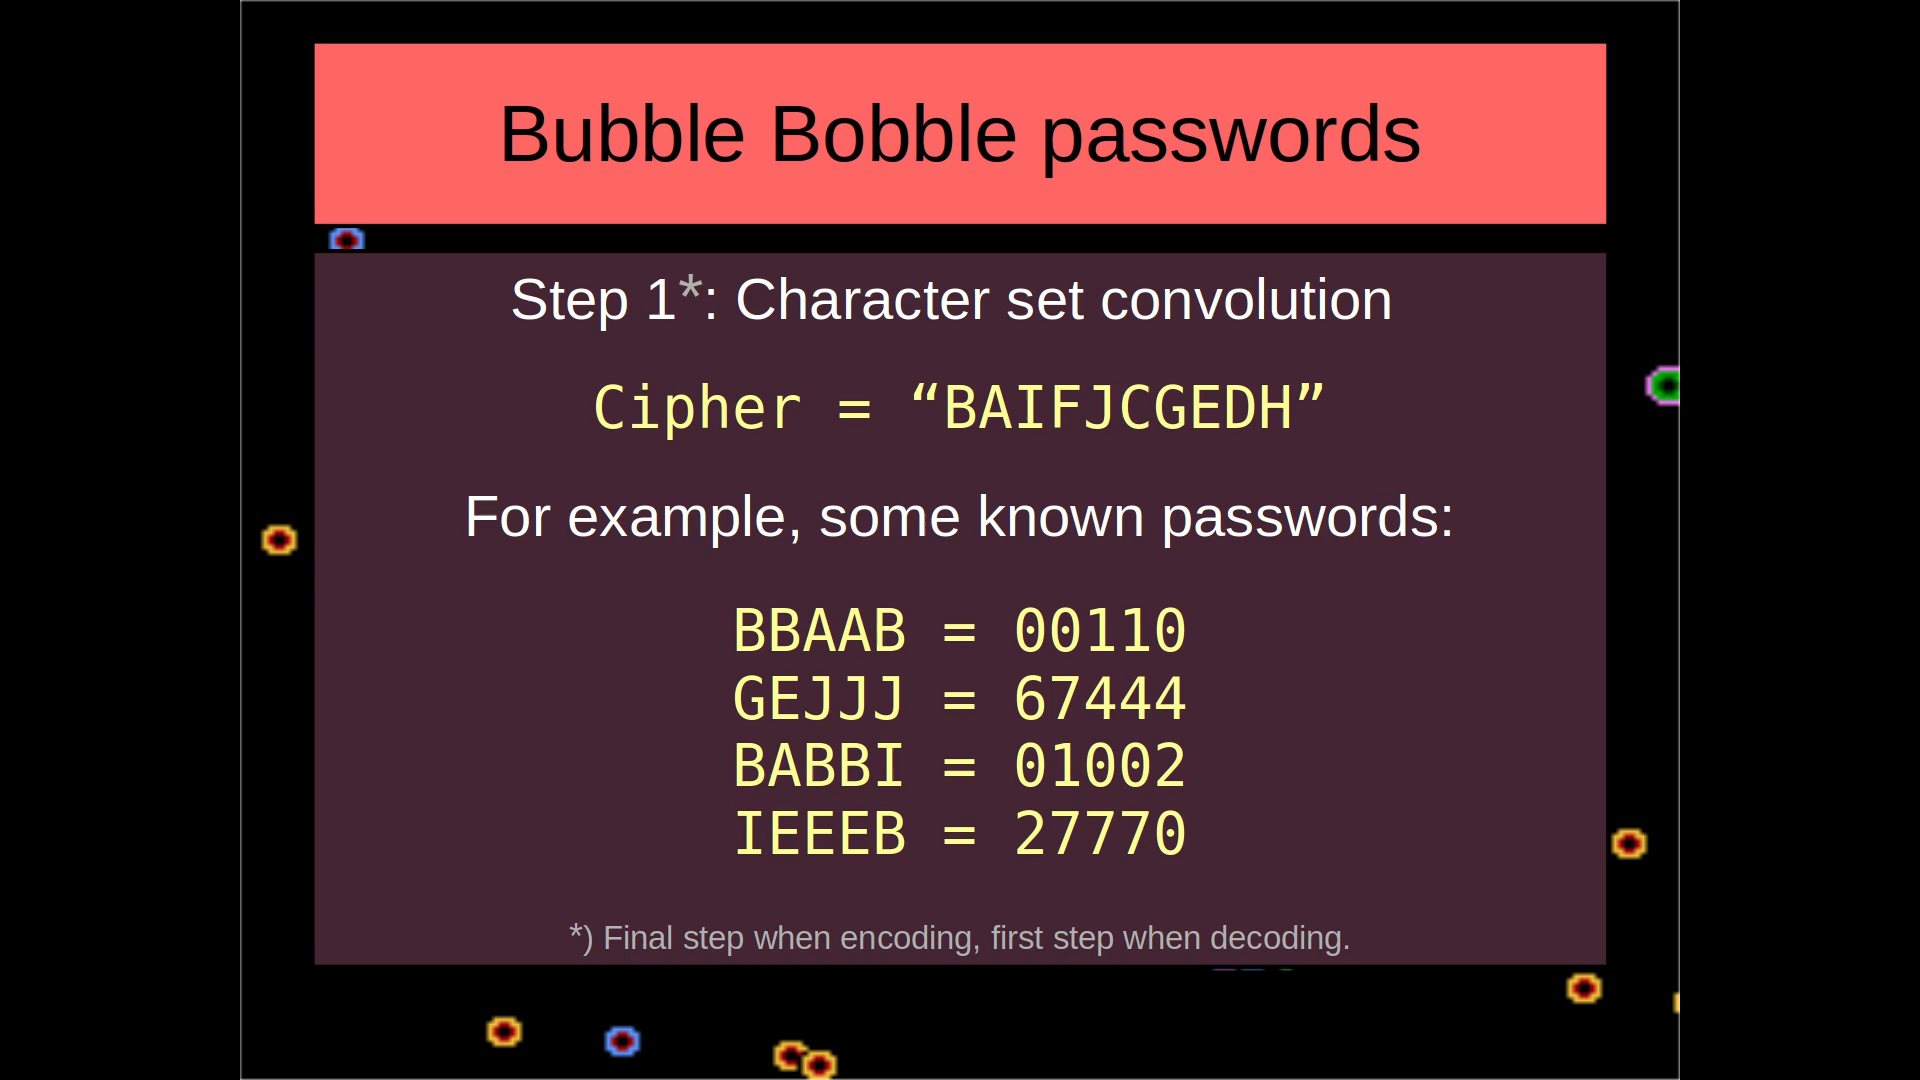 Bubble Bobble passwords
Step 1*: Character set convolution
Cipher = “BAIFJCGEDH”
For example, some known passwords:
BBAAB = 00110
GEJJJ = 67444
BABBI = 01002
IEEEB = 27770
*) Final step when encoding, first step when decoding.